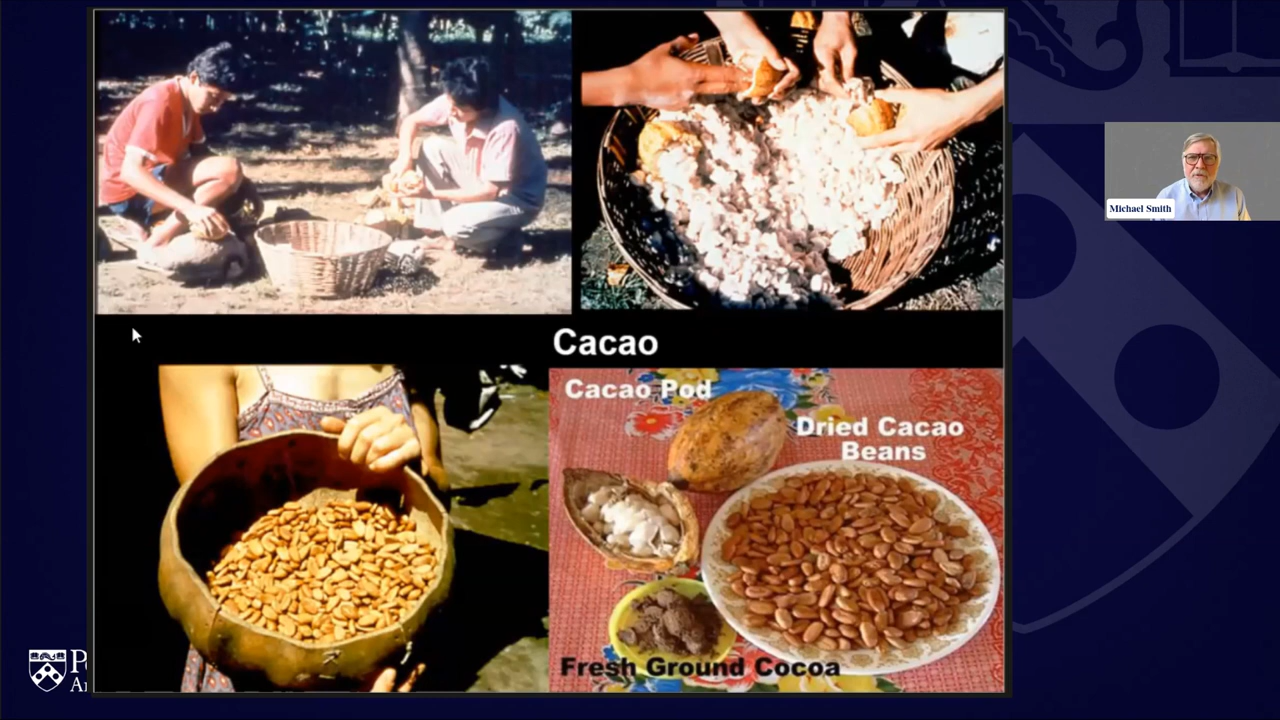 Cacao
Cacao Pod
Dried Cacao
Beans
Fresh Ground Cocoa
Michael Smith